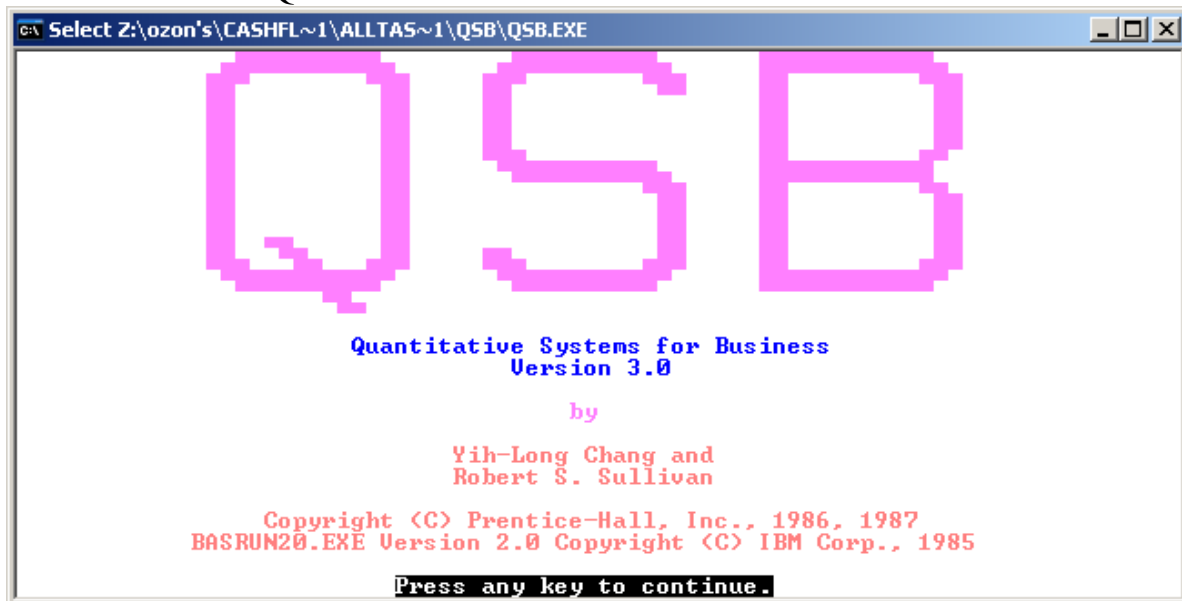 Select Z:\ozon's\CASHFL~1\ALLTAS~1\QSB\QSB.EXE
QSB
Quantitative Systems for Business
Version 3.0
by
Yih-Long Chang and
Robert S. Sullivan
Copyright (C) Prentice-Hall, Inc., 1986, 1987
BASRUN20.EXE Version 2.0 Copyright (C) IBM Corp., 1985
Press any key to continue.